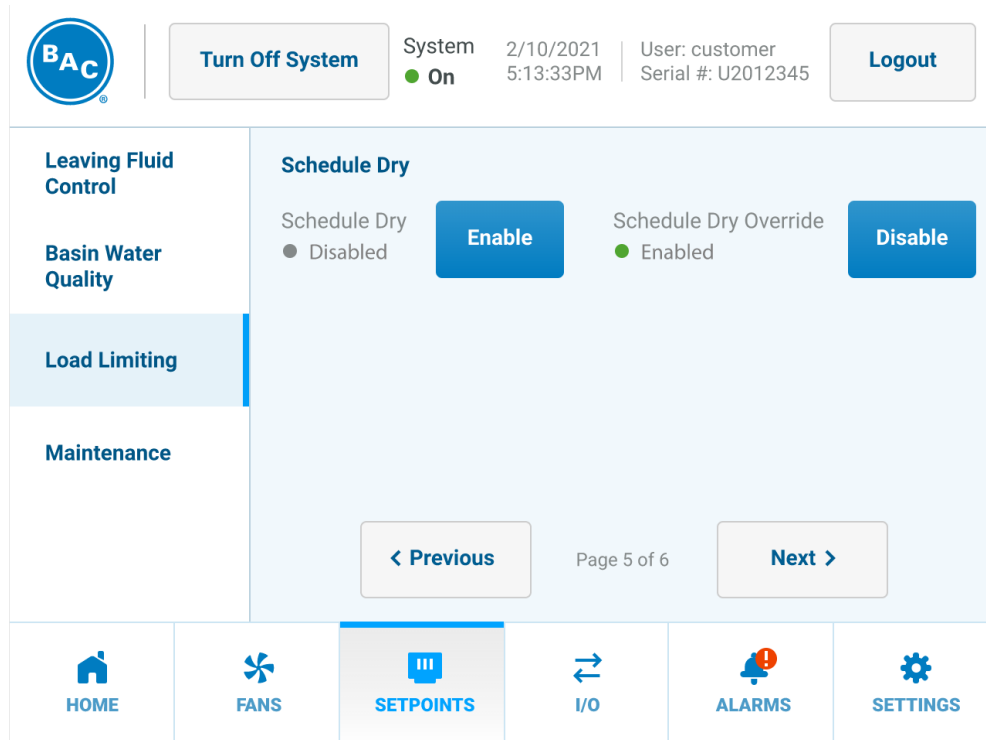 BAC
®
Turn Off System
System
On
2/10/2021
5:13:33PM
User: customer
Serial #: U2012345
Logout
Leaving Fluid
Control
Basin Water
Quality
Load Limiting
Maintenance
Schedule Dry
Schedule Dry
Disabled
Enable
Schedule Dry Override
Enabled
Disable
< Previous
Page 5 of 6
Next >
HOME
FANS
SETPOINTS
I/O
!
ALARMS
SETTINGS